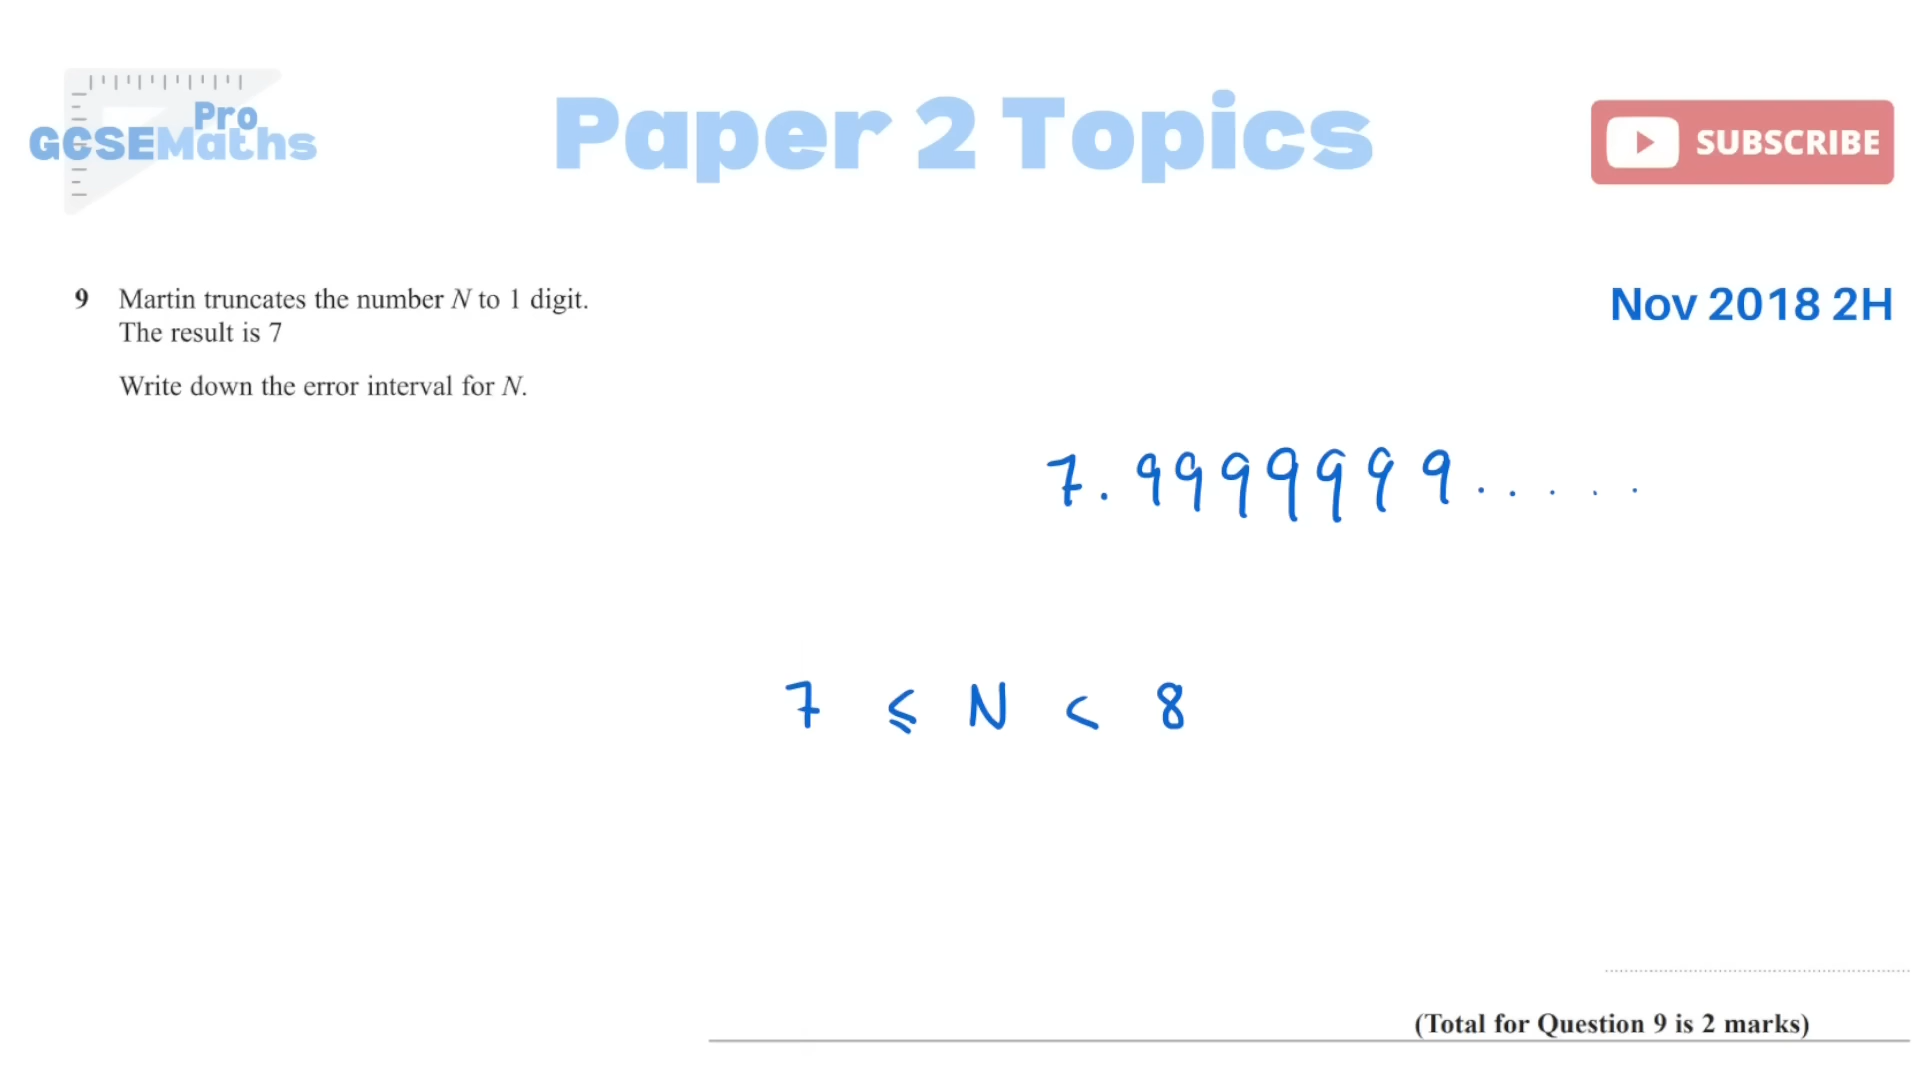 Pro
GCSEMaths
Paper 2 Topics
SUBSCRIBE
9 Martin truncates the number N to 1 digit.
The result is 7
Nov 2018 2H
Write down the error interval for N.
7.9999999.....
7 ⩽ N < 8
(Total for Question 9 is 2 marks)